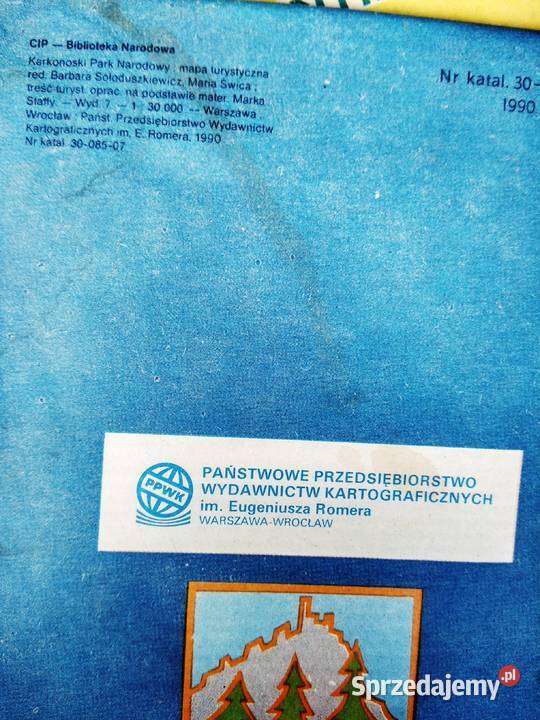 CIP — Biblioteka Narodowa
Karkonoski Park Narodowy : mapa turystyczna
red. Barbara Sołoduszkiewicz, Maria Świca ;
treść turyst. oprac. na podstawie mater. Marka
Staffy. — Wyd 7. — 1 : 30 000 -- Warszawa ;
Wrocław : Państ. Przedsiębiorstwo Wydawnictw
Kartograficznych im. E. Romera, 1990
Nr katal. 30-085-07
Nr katal. 30-
1990
PPWK
PAŃSTWOWE PRZEDSIĘBIORSTWO
WYDAWNICTW KARTOGRAFICZNYCH
im. Eugeniusza Romera
WARSZAWA-WROCŁAW
Sprzedajemy.pl